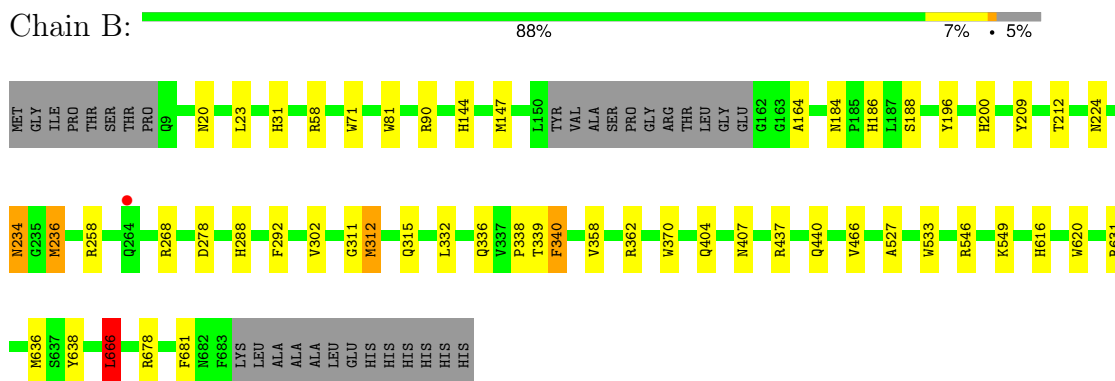 Chain B:
88% 7% • 5%
MET GLY ILE PRO THR SER THR PRO Q9 N20 L23 H31 R58 W71 W81 R90 H144 M147 L150 TYR VAL ALA SER PRO GLY ARG THR LEU GLY GLU G162 G163 A164 N184 P185 H186 L187 S188 Y196 H200 Y209 T212 N224
N234 G235 M236 R258 Q264 R268 D278 H288 F292 V302 G311 M312 Q315 L332 Q336 V337 P338 T339 F340 V358 R362 W370 Q404 N407 R437 Q440 V466 A527 W533 R546 K549 H616 W620
M636 S637 Y638 L666 R678 F681 N682 F683 LYS LEU ALA ALA ALA LEU GLU HIS HIS HIS HIS HIS HIS